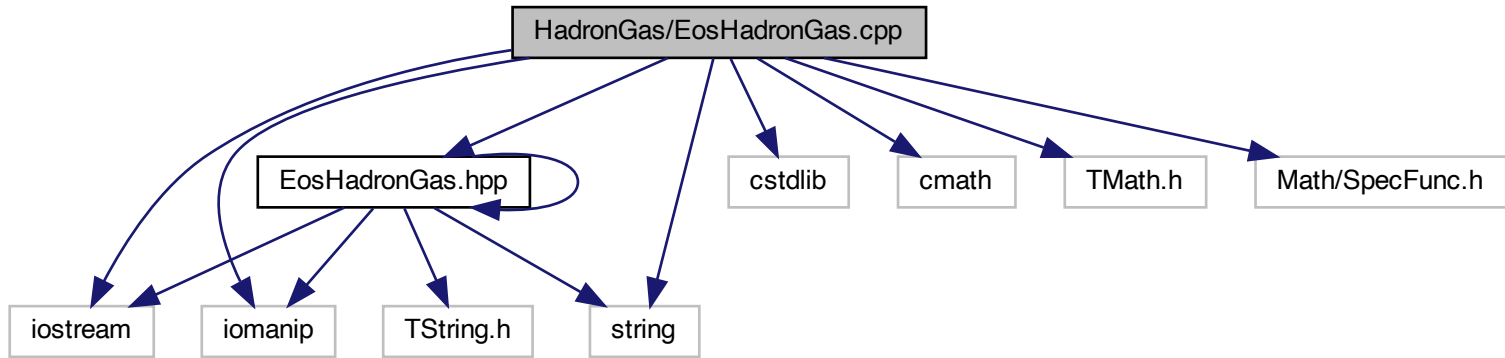 HadronGas/EosHadronGas.cpp
EosHadronGas.hpp
cstdlib
cmath
TMath.h
Math/SpecFunc.h
iostream
iomanip
TString.h
string